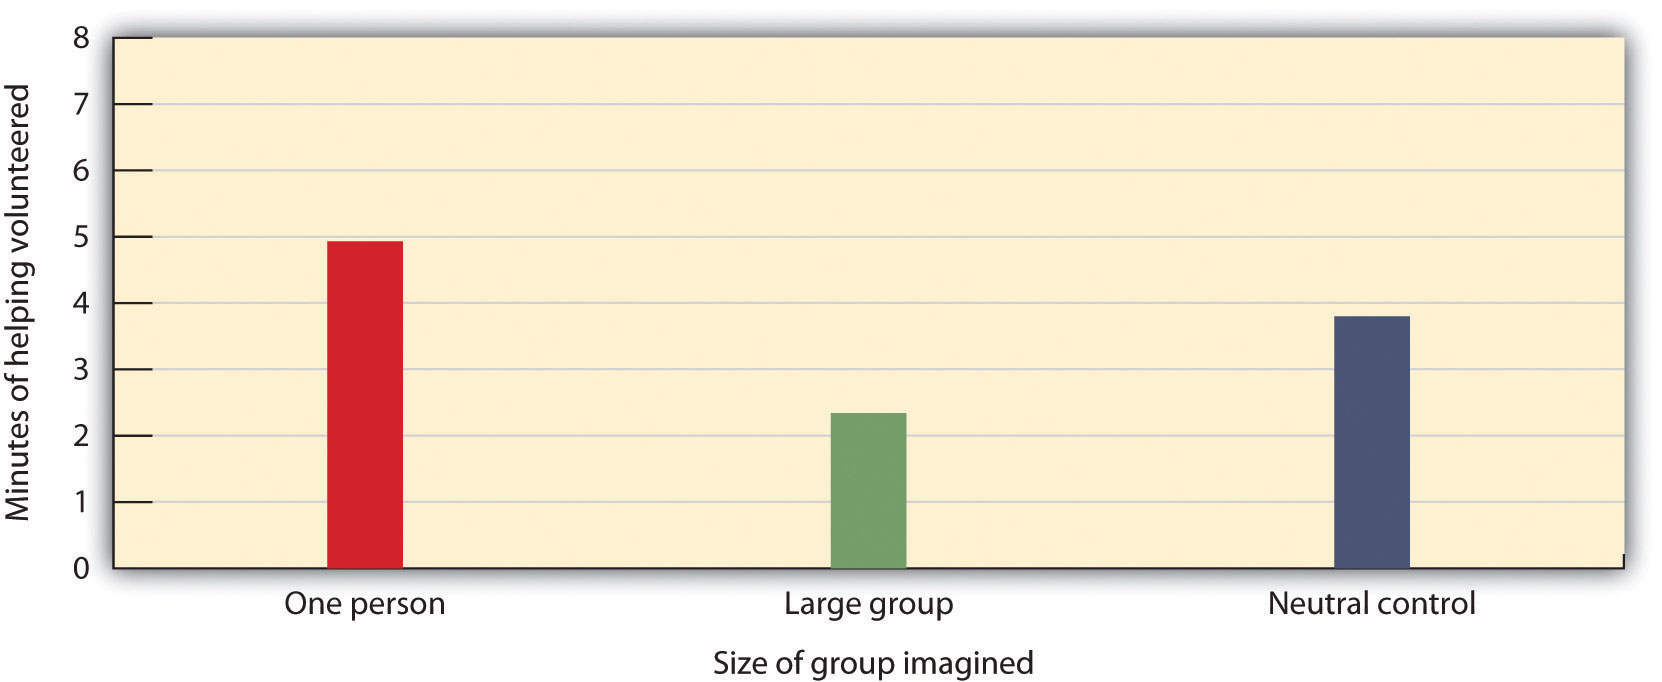 Minutes of helping volunteered
8
7
6
5
4
3
2
1
0
One person
Large group
Neutral control
Size of group imagined